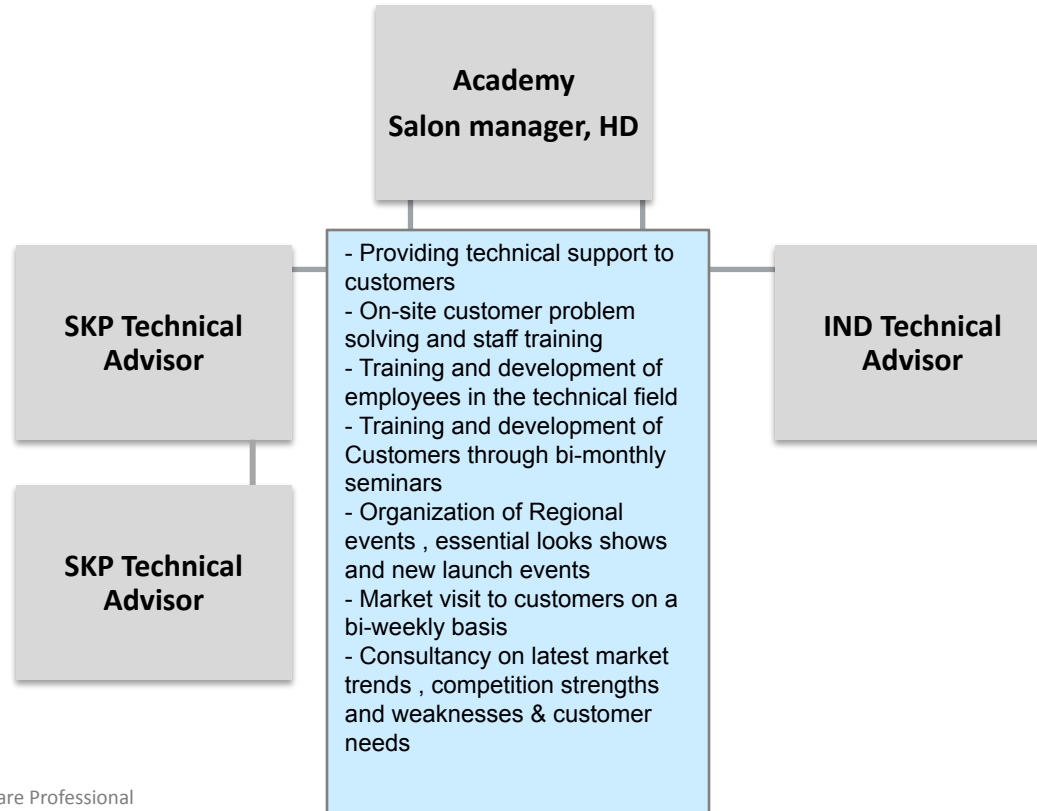 Academy
Salon manager, HD
SKP Technical
Advisor
- Providing technical support to
customers
- On-site customer problem
solving and staff training
- Training and development of
employees in the technical field
- Training and development of
Customers through bi-monthly
seminars
- Organization of Regional
events , essential looks shows
and new launch events
- Market visit to customers on a
bi-weekly basis
- Consultancy on latest market
trends , competition strengths
and weaknesses & customer
needs
IND Technical
Advisor
SKP Technical
Advisor
are Professional